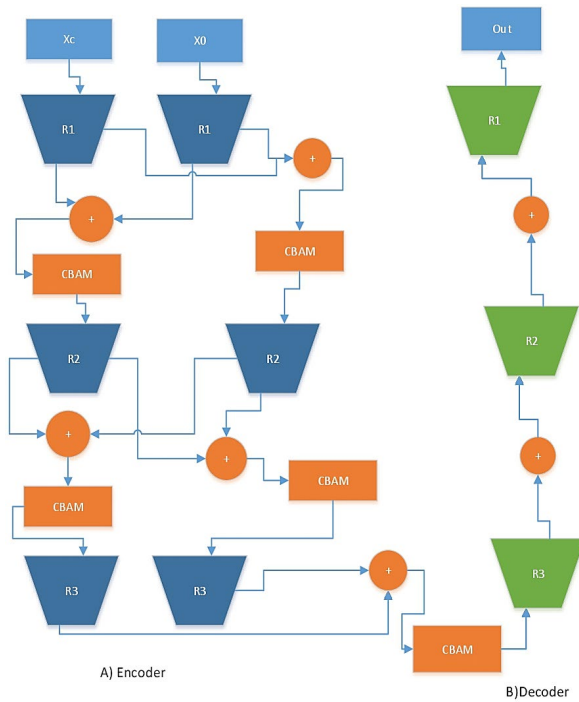 Xc
X0
Out
R1
R1
R1
+
+
+
CBAM
CBAM
R2
R2
R2
+
+
+
CBAM
CBAM
R3
R3
+
R3
CBAM
A) Encoder
B)Decoder